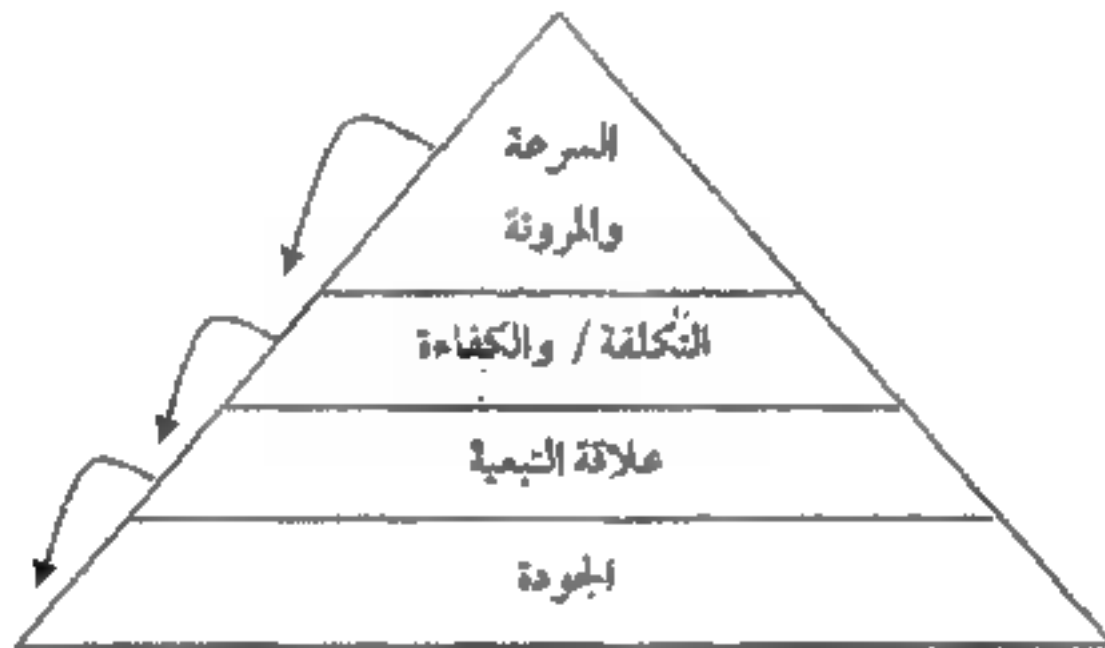 السرعة
والمرونة
التكلفة / والكفاءة
علاقة التبعية
الجودة